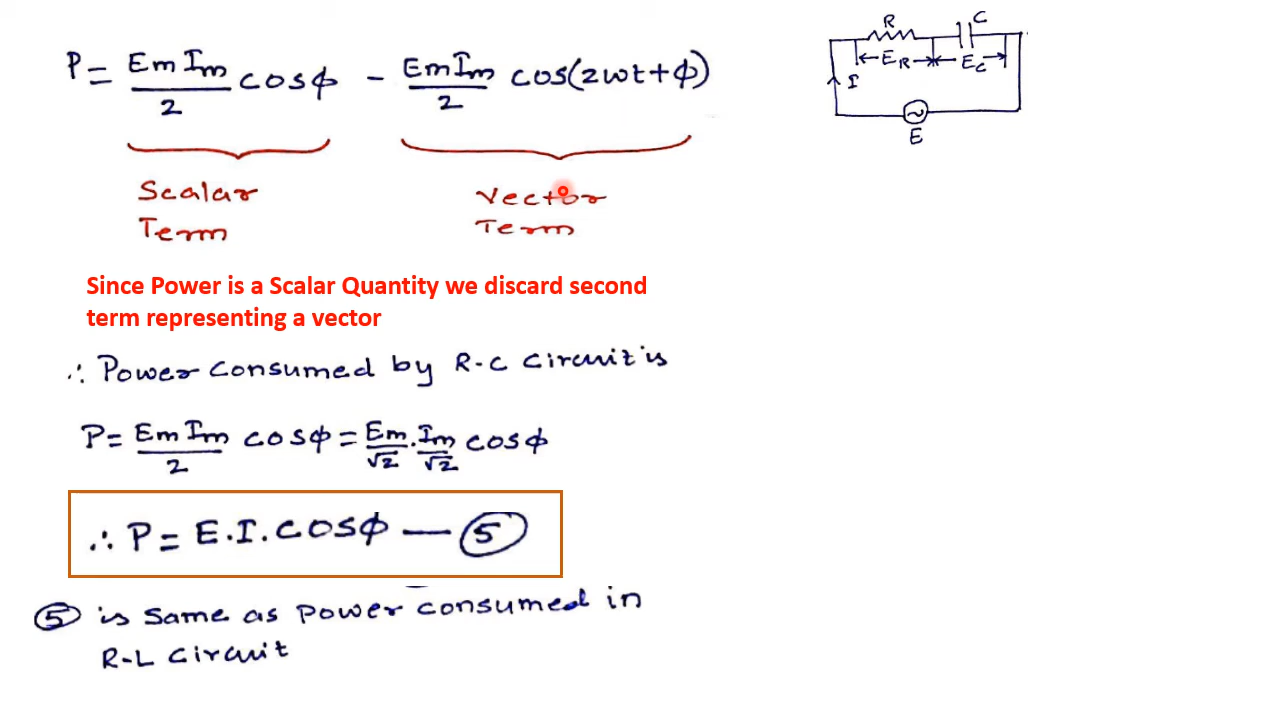 P = EmIm/2 cosϕ - EmIm/2 cos(2ωt+ϕ)
Scalar Term
Vector Term
R
C
E_R
E_C
I
~
E
Since Power is a Scalar Quantity we discard second
term representing a vector
∴ Power consumed by R-C circuit is
P = EmIm/2 cosϕ = Em/√2 . Im/√2 cosϕ
∴ P = E.I.cosϕ — ⑤
⑤ is same as power consumed in
R-L circuit